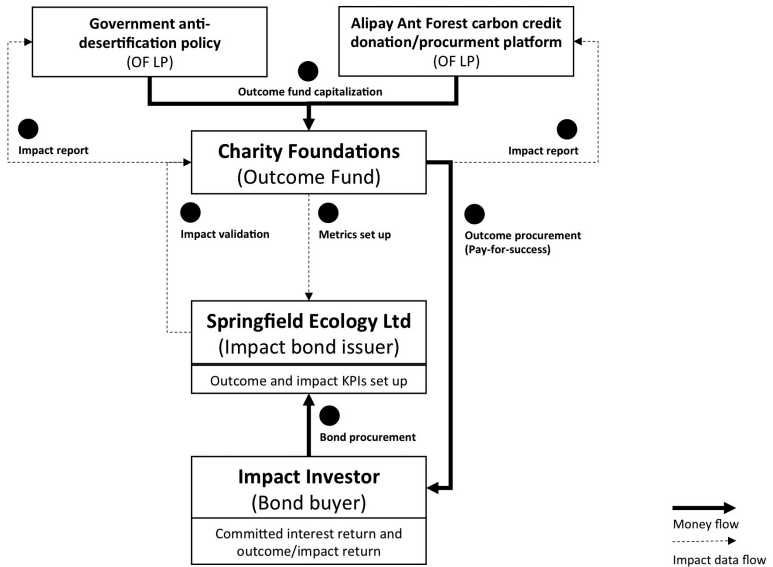 Government anti-
desertification policy
(OF LP)
Alipay Ant Forest carbon credit
donation/procurment platform
(OF LP)
Outcome fund capitalization
Impact report
Charity Foundations
(Outcome Fund)
Impact report
Impact validation
Metrics set up
Outcome procurement
(Pay-for-success)
Springfield Ecology Ltd
(Impact bond issuer)
Outcome and impact KPIs set up
Bond procurement
Impact Investor
(Bond buyer)
Committed interest return and
outcome/impact return
Money flow
Impact data flow